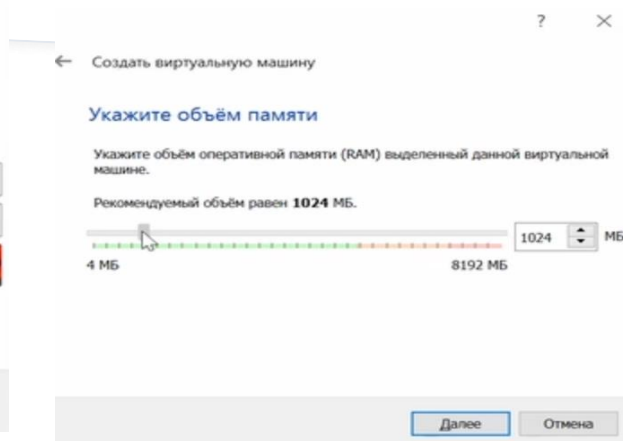 ?
Создать виртуальную машину
Укажите объём памяти
Укажите объём оперативной памяти (RAM) выделенный данной виртуальной
машине.
Рекомендуемый объём равен 1024 МБ.
1024 МБ
4 МБ 8192 МБ
Далее Отмена